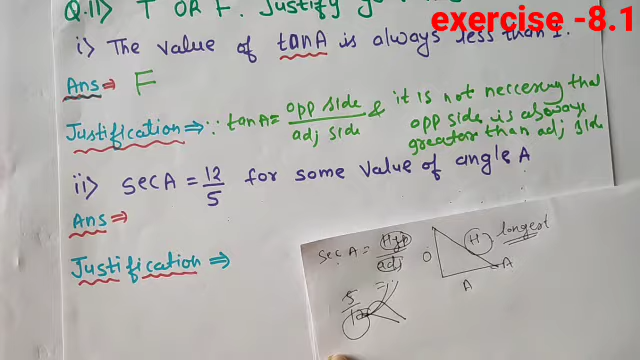 Q.11> T OR F. Justify
exercise -8.1
i> The value of tanA is always less than 1.
Ans⇒ F
Justification⇒ ∵ tanA = opp side / adj side & it is not neccesary that
opp side is always
greater than adj side
ii> secA = 12/5 for some value of angle A
Ans⇒
Justification⇒
sec A = Hyp / adj
O H longest
A A
5